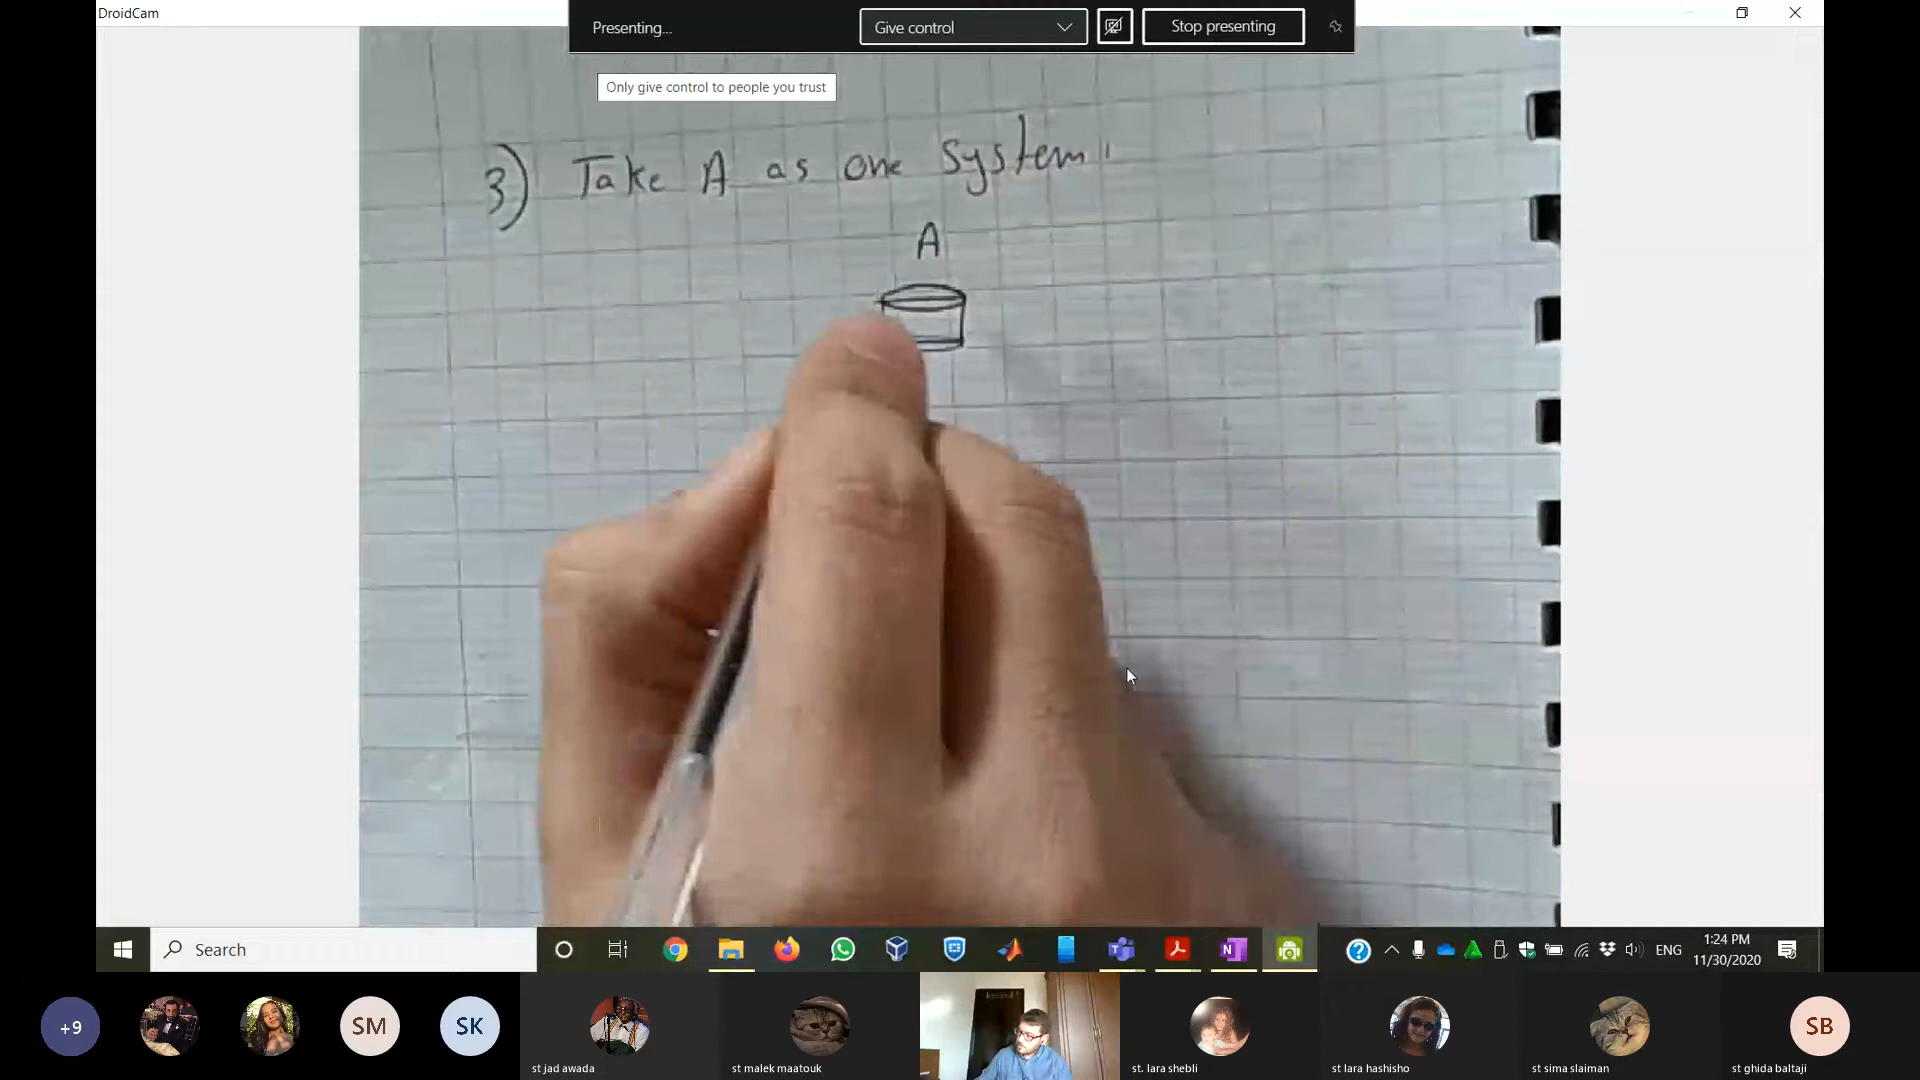 DroidCam
Presenting...
Give control
Stop presenting
Only give control to people you trust
3) Take A as one system.
A
Search
ENG
1:24 PM
11/30/2020
+9
SM
SK
st jad awada
st malek maatouk
st. lara shebli
st lara hashisho
st sima slaiman
SB
st ghida baltaji